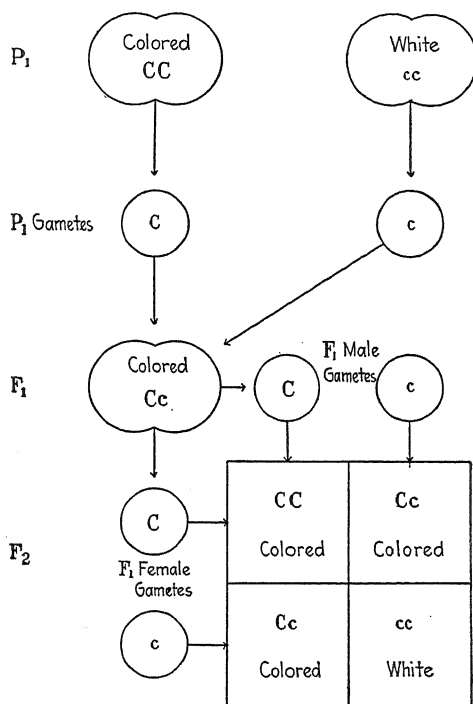 P₁
Colored
CC
White
cc
P₁ Gametes
C
c
F₁
Colored
Cc
C
F₁ Male
Gametes
c
F₂
C
F₁ Female
Gametes
c
CC
Colored
Cc
Colored
Cc
Colored
cc
White